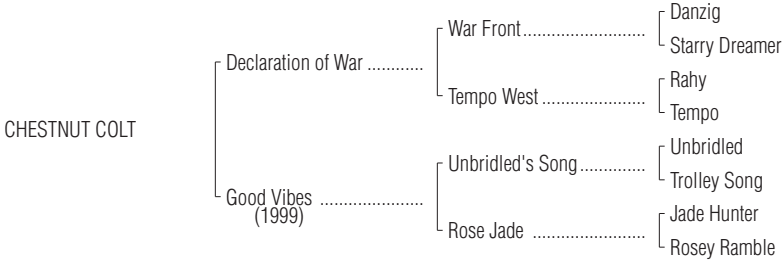 Danzig
War Front..........................
Starry Dreamer
Declaration of War ............
Rahy
Tempo West ......................
Tempo
CHESTNUT COLT
Unbridled
Unbridled's Song..............
Trolley Song
Good Vibes ......................
(1999)
Jade Hunter
Rose Jade ........................
Rosey Ramble